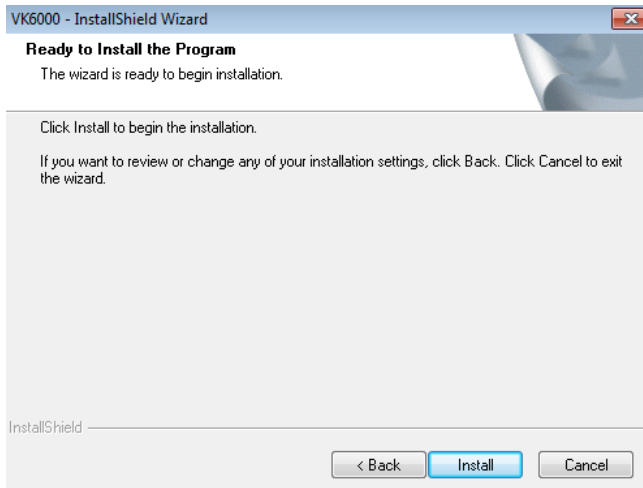 VK6000 - InstallShield Wizard
Ready to Install the Program
The wizard is ready to begin installation.
Click Install to begin the installation.
If you want to review or change any of your installation settings, click Back. Click Cancel to exit
the wizard.
InstallShield
< Back
Install
Cancel